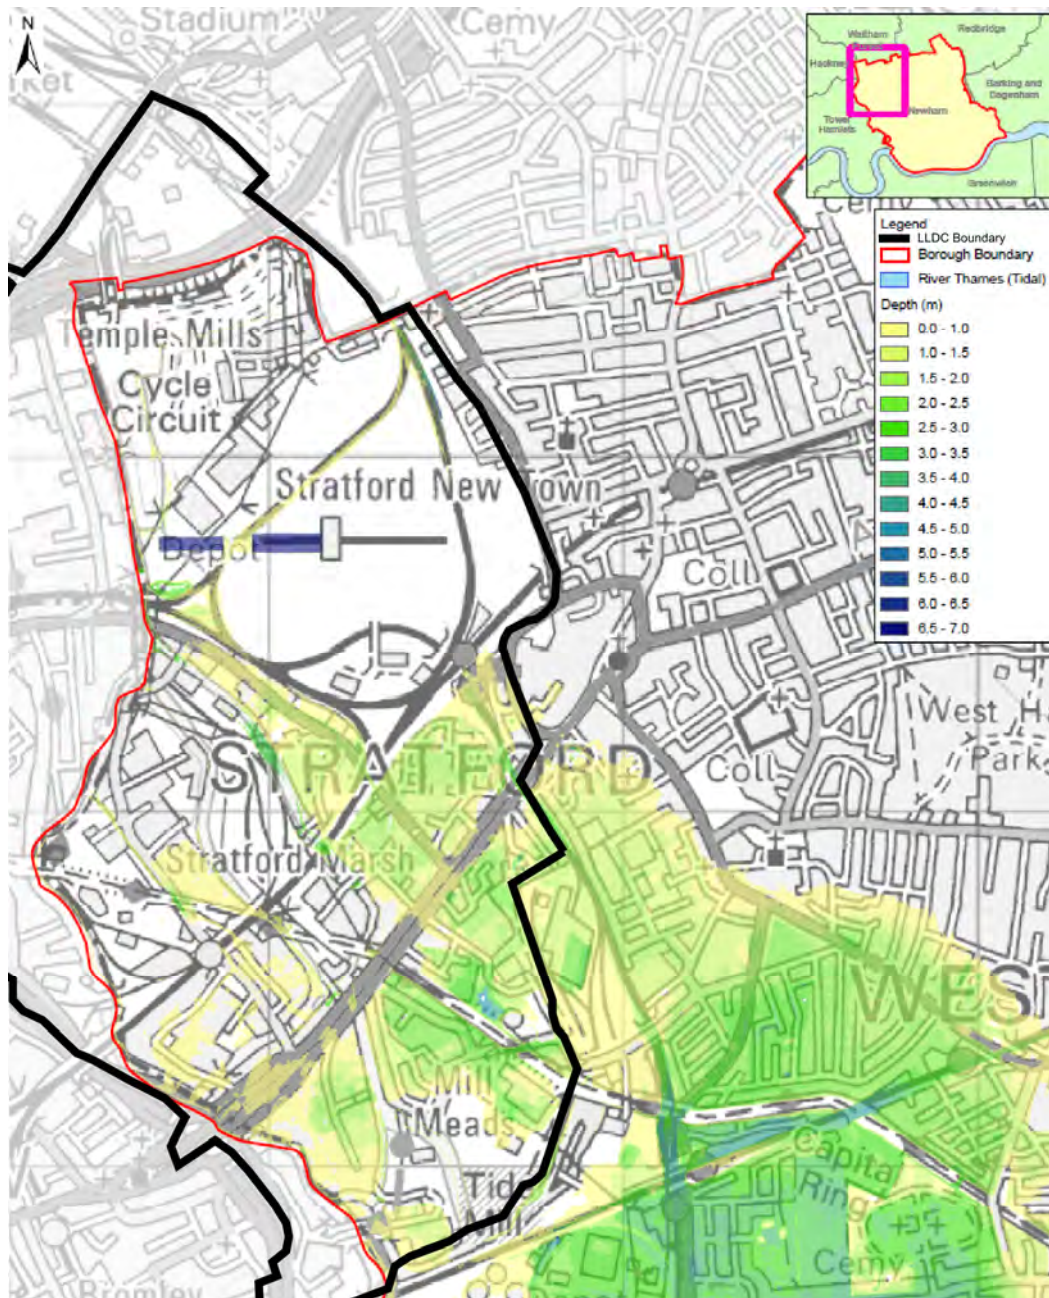 N
Stadium
Cemy
rket
Waltham
Forest
Redbridge
Hackney
Barking and
Dagenham
Newham
Tower
Hamlets
Greenwich
Cemy
Legend
LLDC Boundary
Borough Boundary
River Thames (Tidal)
Depth (m)
0.0 - 1.0
1.0 - 1.5
1.5 - 2.0
2.0 - 2.5
2.5 - 3.0
3.0 - 3.5
3.5 - 4.0
4.0 - 4.5
4.5 - 5.0
5.0 - 5.5
5.5 - 6.0
6.0 - 6.5
6.5 - 7.0
Temple Mills
Cycle
Circuit
Stratford New Town
Depot
Coll
West Ha
Park
STRATFORD
Coll
Stratford Marsh
WEST
Mill
Meads
Capital
Ring
Tide
Mill
Cemy
Bromley